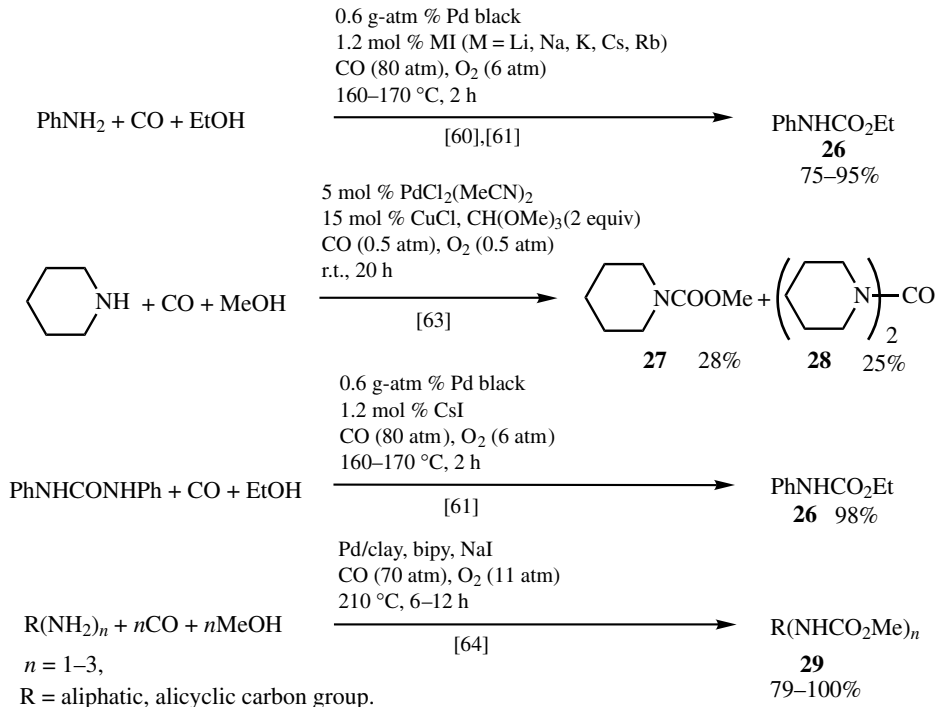 0.6 g-atm % Pd black
1.2 mol % MI (M = Li, Na, K, Cs, Rb)
CO (80 atm), O2 (6 atm)
160–170 °C, 2 h
PhNH2 + CO + EtOH
[60],[61]
PhNHCO2Et
26
75–95%
5 mol % PdCl2(MeCN)2
15 mol % CuCl, CH(OMe)3(2 equiv)
CO (0.5 atm), O2 (0.5 atm)
r.t., 20 h
NH + CO + MeOH
[63]
NCOOMe + ( N ) CO
2
27 28% 28 25%
0.6 g-atm % Pd black
1.2 mol % CsI
CO (80 atm), O2 (6 atm)
160–170 °C, 2 h
PhNHCONHPh + CO + EtOH
[61]
PhNHCO2Et
26 98%
Pd/clay, bipy, NaI
CO (70 atm), O2 (11 atm)
210 °C, 6–12 h
R(NH2)n + nCO + nMeOH
[64]
R(NHCO2Me)n
n = 1–3,
29
R = aliphatic, alicyclic carbon group.
79–100%